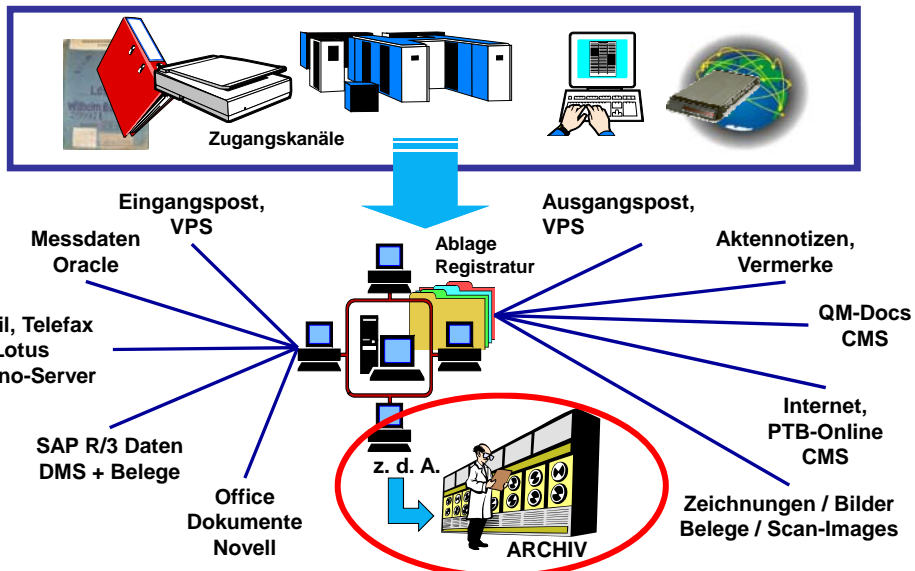 Zugangskanäle
Eingangspost,
VPS
Messdaten
Oracle
Telefax
Lotus
SAP R/3 Daten
DMS + Belege
Office
Dokumente
Novell
Ablage
Registratur
z. d. A.
ARCHIV
Ausgangspost,
VPS
Aktennotizen,
Vermerke
QM-Docs
CMS
Internet,
PTB-Online
CMS
Zeichnungen / Bilder
Belege / Scan-Images